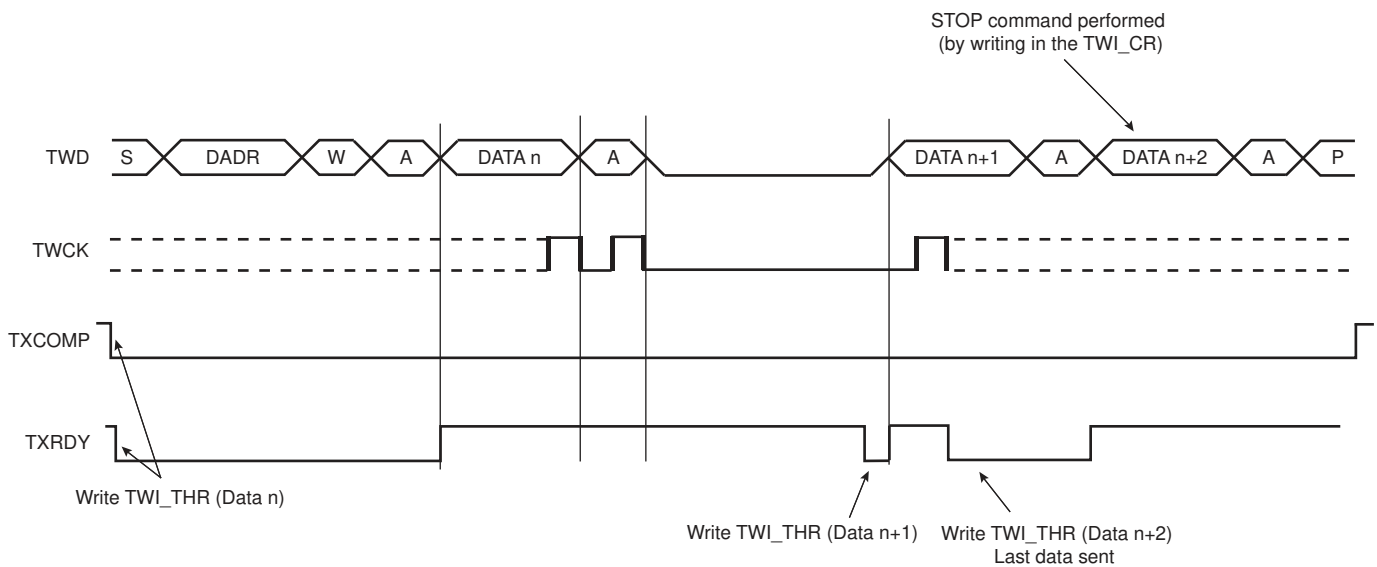 STOP command performed
(by writing in the TWI_CR)
TWD S DADR W A DATA n A DATA n+1 A DATA n+2 A P
TWCK
TXCOMP
TXRDY
Write TWI_THR (Data n)
Write TWI_THR (Data n+1) Write TWI_THR (Data n+2)
Last data sent